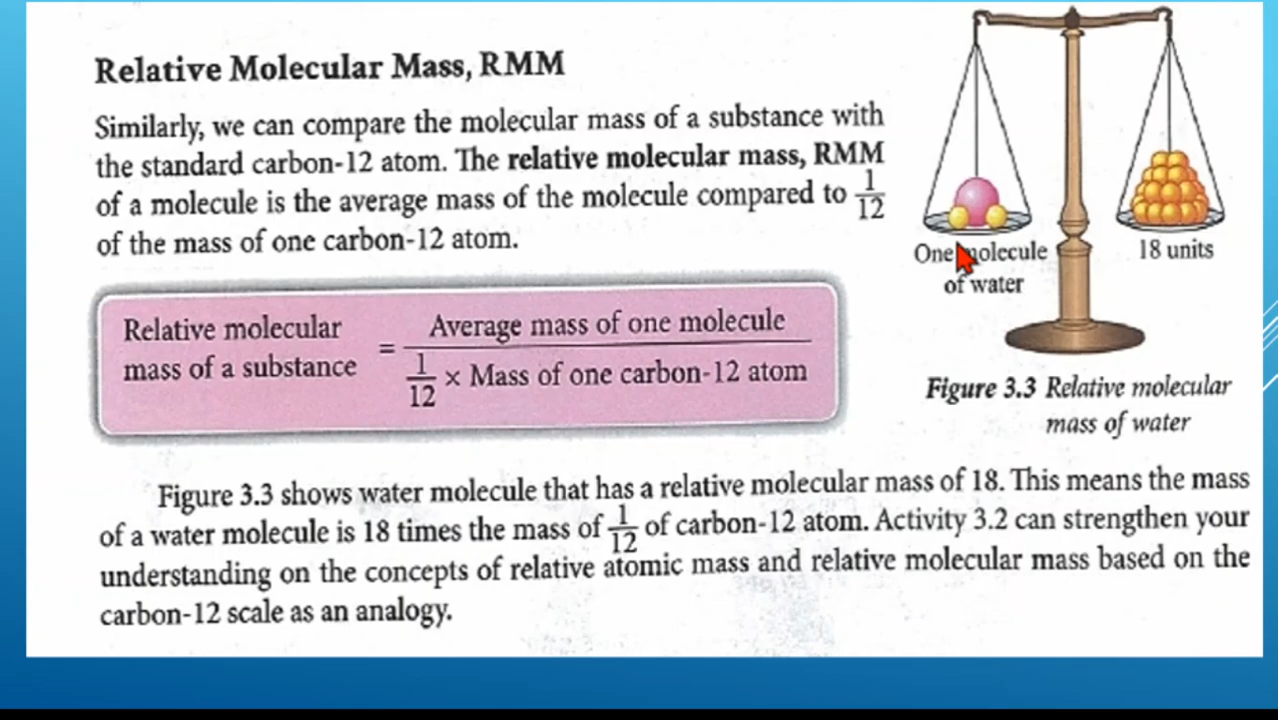 Relative Molecular Mass, RMM
Similarly, we can compare the molecular mass of a substance with
the standard carbon-12 atom. The relative molecular mass, RMM
of a molecule is the average mass of the molecule compared to 1/12
of the mass of one carbon-12 atom.
Relative molecular
mass of a substance
=
Average mass of one molecule
1/12 × Mass of one carbon-12 atom
One molecule
of water
18 units
Figure 3.3 Relative molecular
mass of water
Figure 3.3 shows water molecule that has a relative molecular mass of 18. This means the mass
of a water molecule is 18 times the mass of 1/12 of carbon-12 atom. Activity 3.2 can strengthen your
understanding on the concepts of relative atomic mass and relative molecular mass based on the
carbon-12 scale as an analogy.